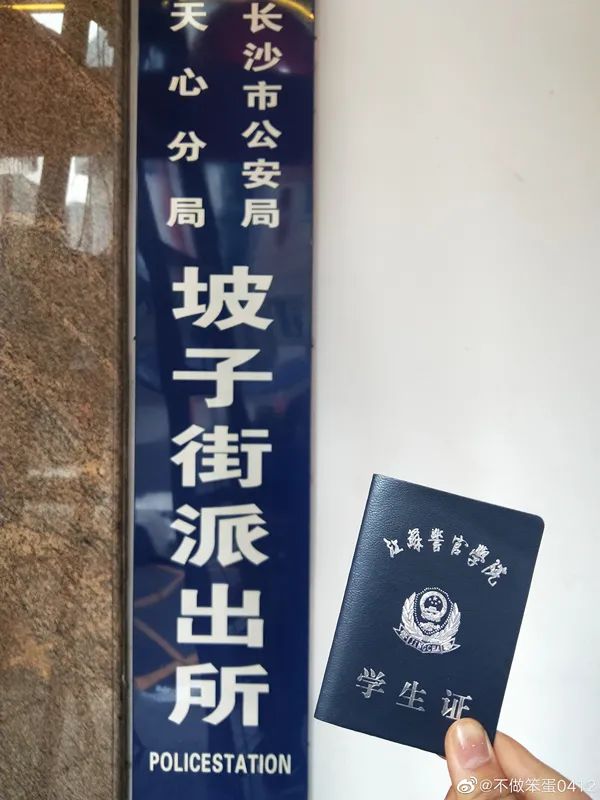 长沙市公安局
天心分局
坡子街派出所
POLICESTATION
江苏警官学院
学生证
@不做笨蛋0412